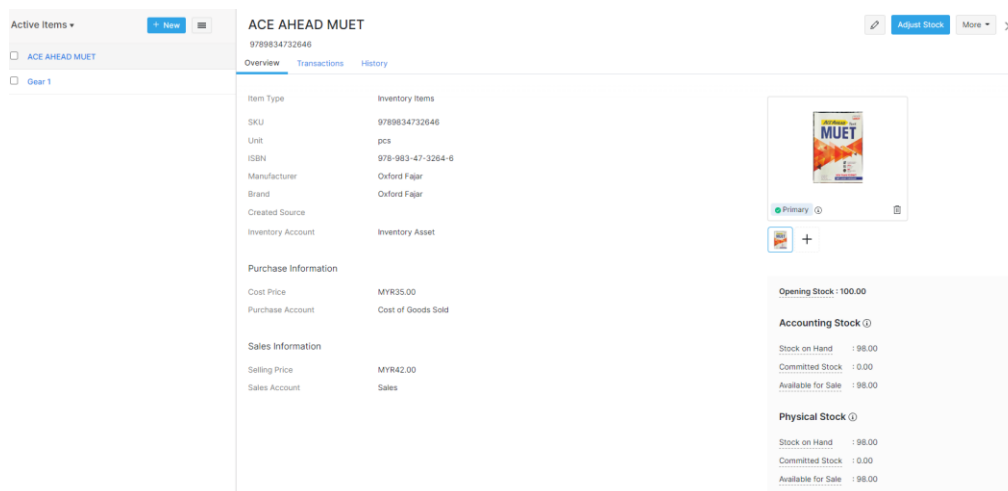 Active Items
+ New
ACE AHEAD MUET
Gear 1
ACE AHEAD MUET
9789834732646
Adjust Stock
More
Overview Transactions History
Item Type Inventory Items
SKU 9789834732646
Unit pcs
ISBN 978-983-47-3264-6
Manufacturer Oxford Fajar
Brand Oxford Fajar
Created Source
Inventory Account Inventory Asset
Purchase Information
Cost Price MYR35.00
Purchase Account Cost of Goods Sold
Sales Information
Selling Price MYR42.00
Sales Account Sales
MUET
Primary
MUET
Opening Stock : 100.00
Accounting Stock
Stock on Hand : 98.00
Committed Stock : 0.00
Available for Sale : 98.00
Physical Stock
Stock on Hand : 98.00
Committed Stock : 0.00
Available for Sale : 98.00